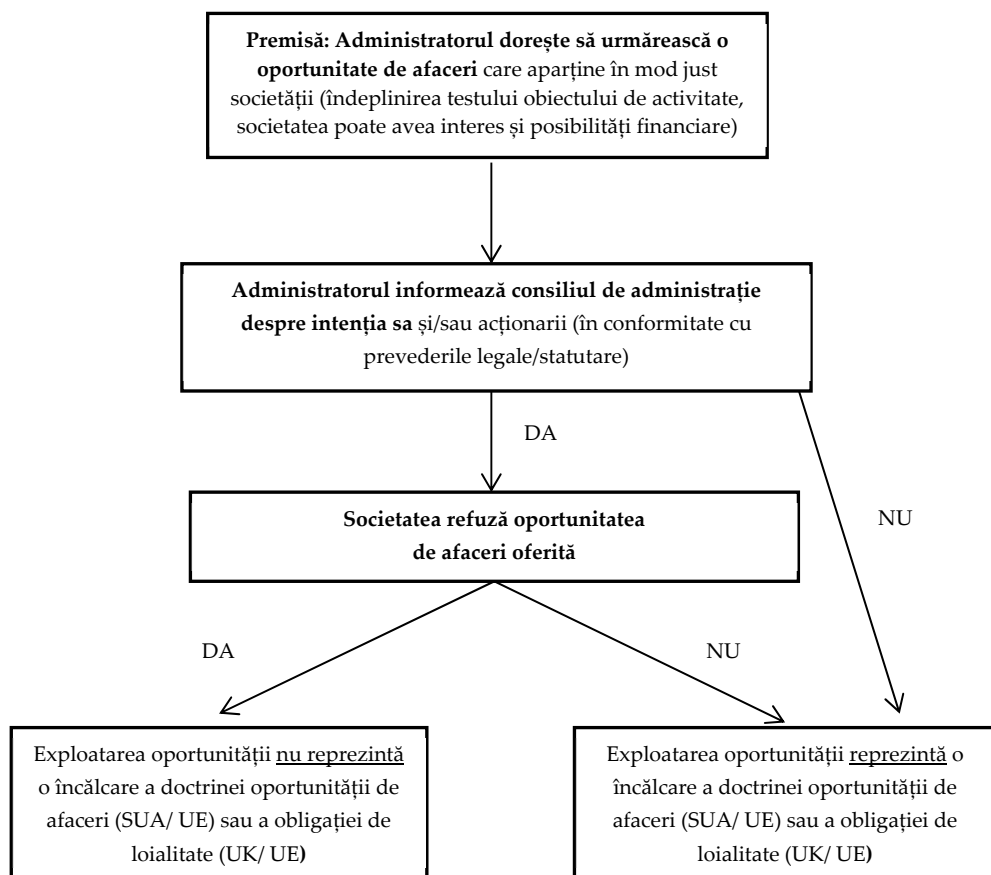 Premisă: Administratorul dorește să urmărească o
oportunitate de afaceri care aparține în mod just
societății (îndeplinirea testului obiectului de activitate,
societatea poate avea interes și posibilități financiare)
Administratorul informează consiliul de administrație
despre intenția sa și/sau acționarii (în conformitate cu
prevederile legale/statutare)
DA
Societatea refuză oportunitatea
de afaceri oferită
NU
DA
NU
Exploatarea oportunității nu reprezintă
o încălcare a doctrinei oportunității de
afaceri (SUA/ UE) sau a obligației de
loialitate (UK/ UE)
Exploatarea oportunității reprezintă o
încălcare a doctrinei oportunității de
afaceri (SUA/ UE) sau a obligației de
loialitate (UK/ UE)